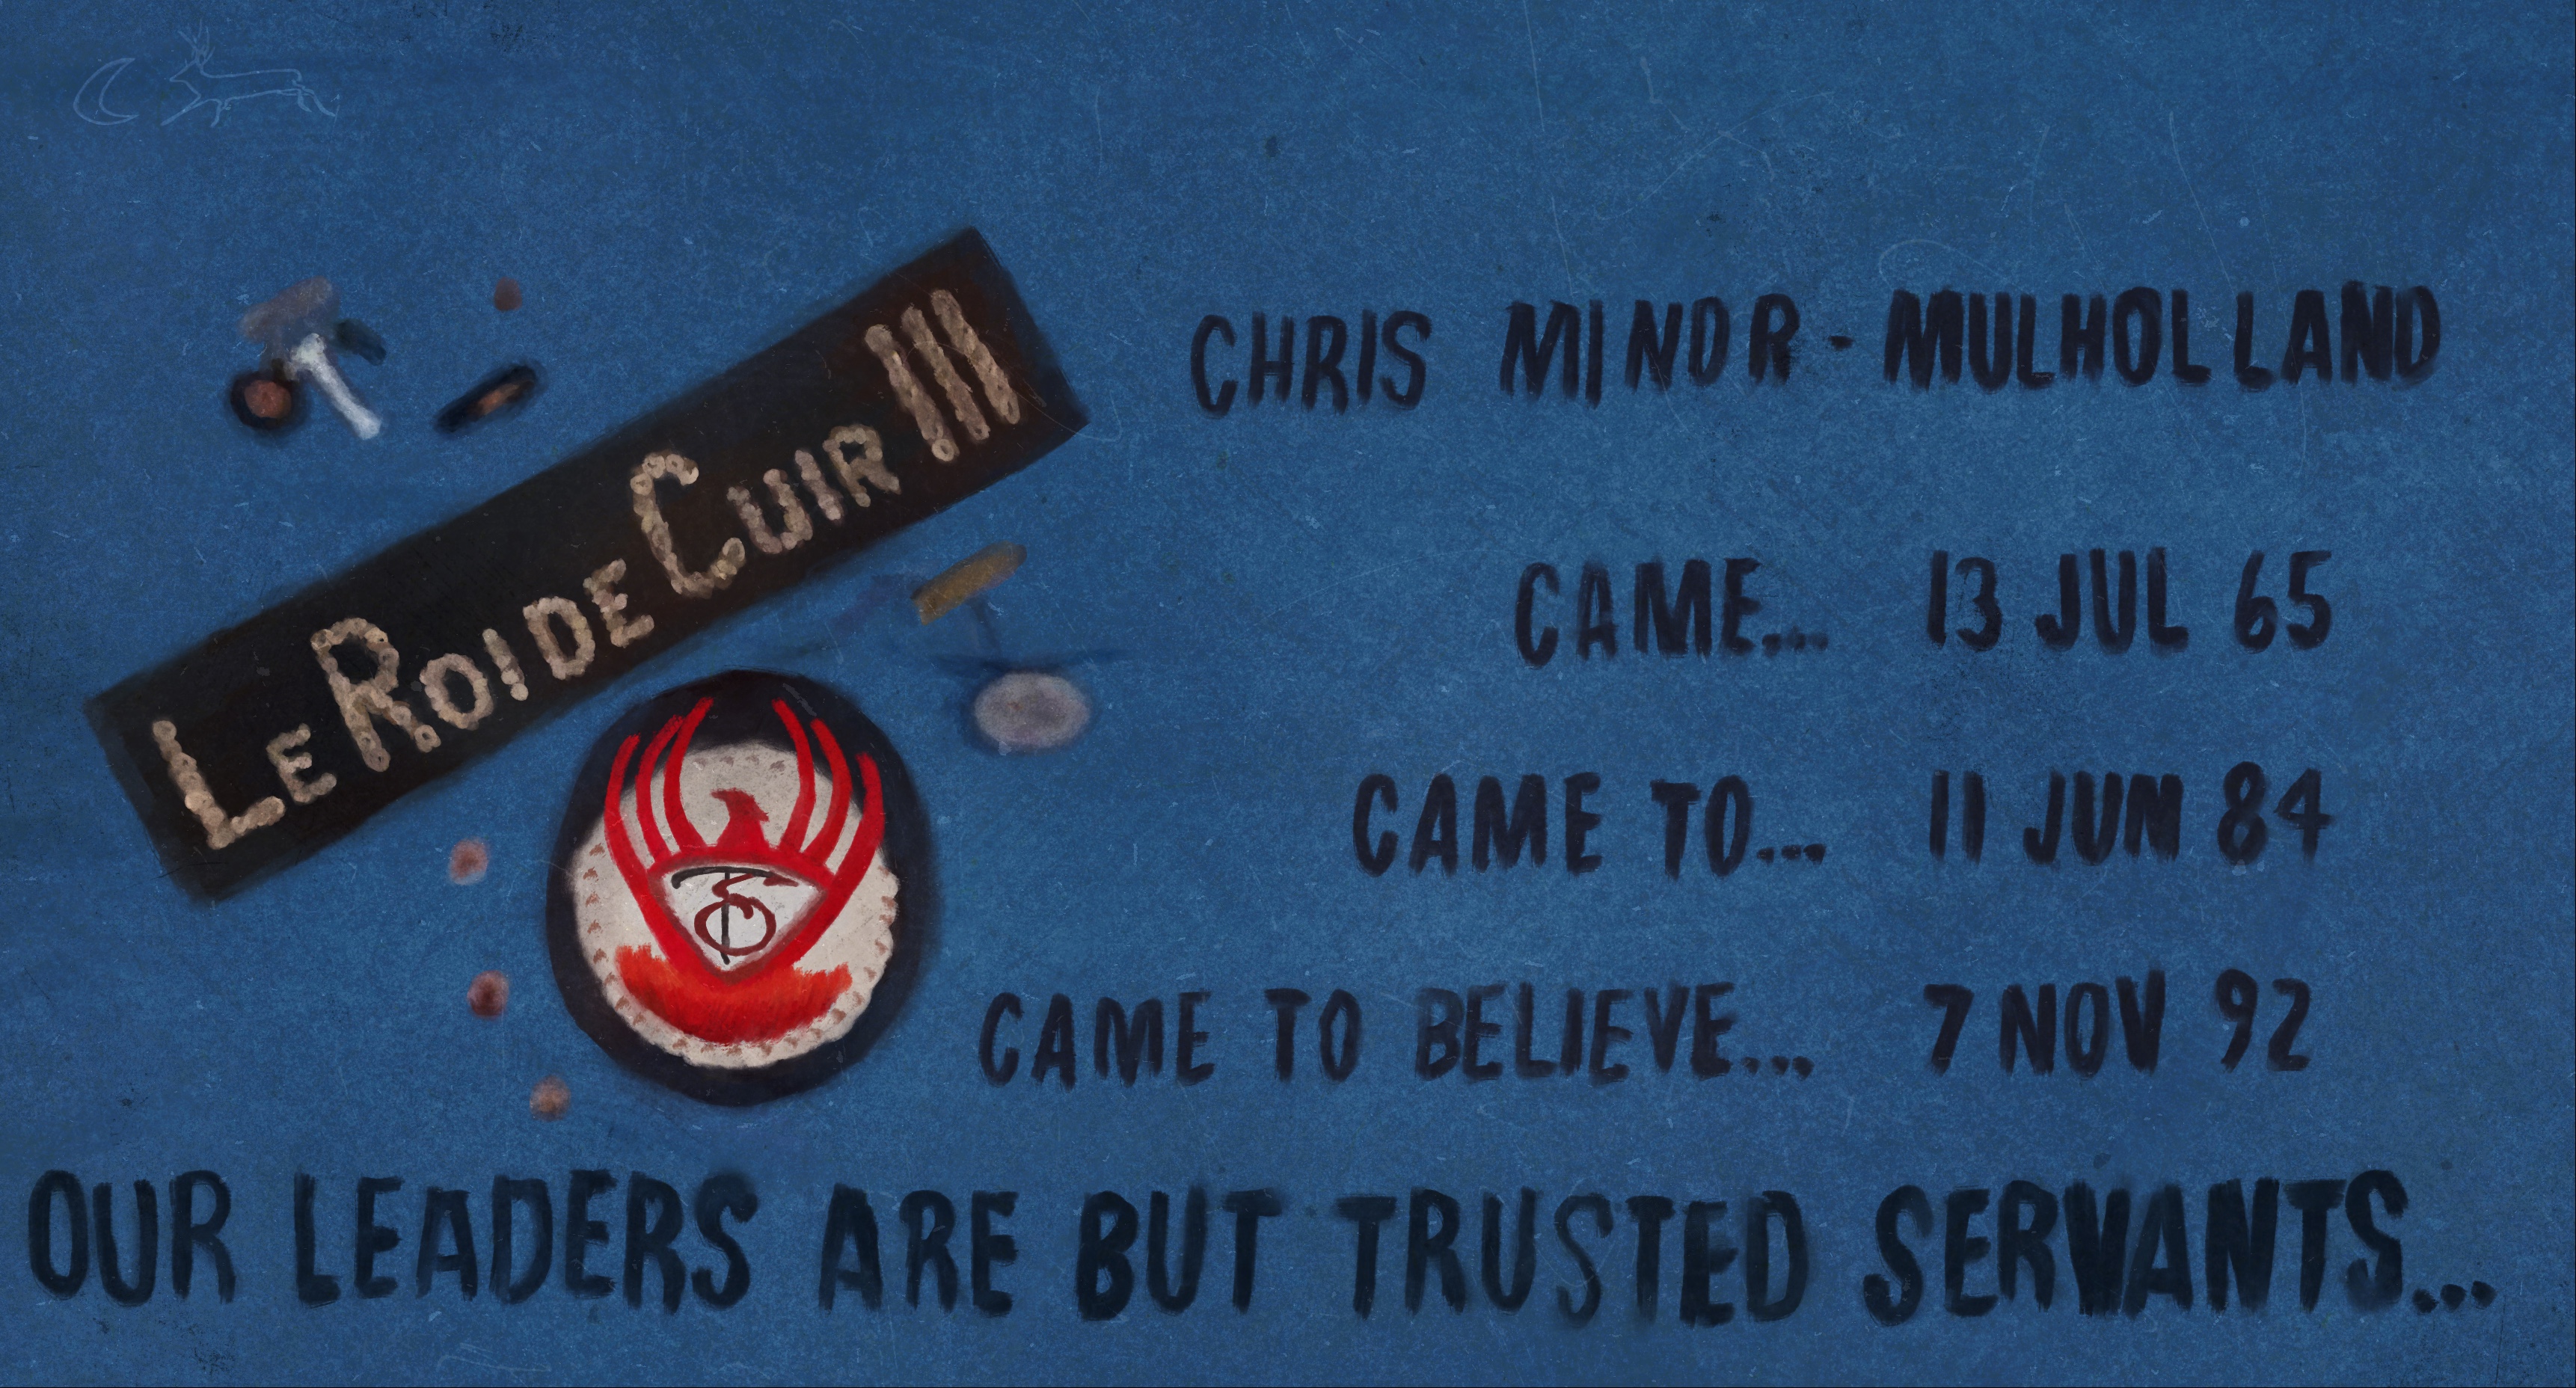 Le Roi de Cuir III
CHRIS MINOR-MULHOLLAND
CAME... 13 JUL 65
CAME TO... 11 JUN 84
CAME TO BELIEVE... 7 NOV 92
OUR LEADERS ARE BUT TRUSTED SERVANTS...